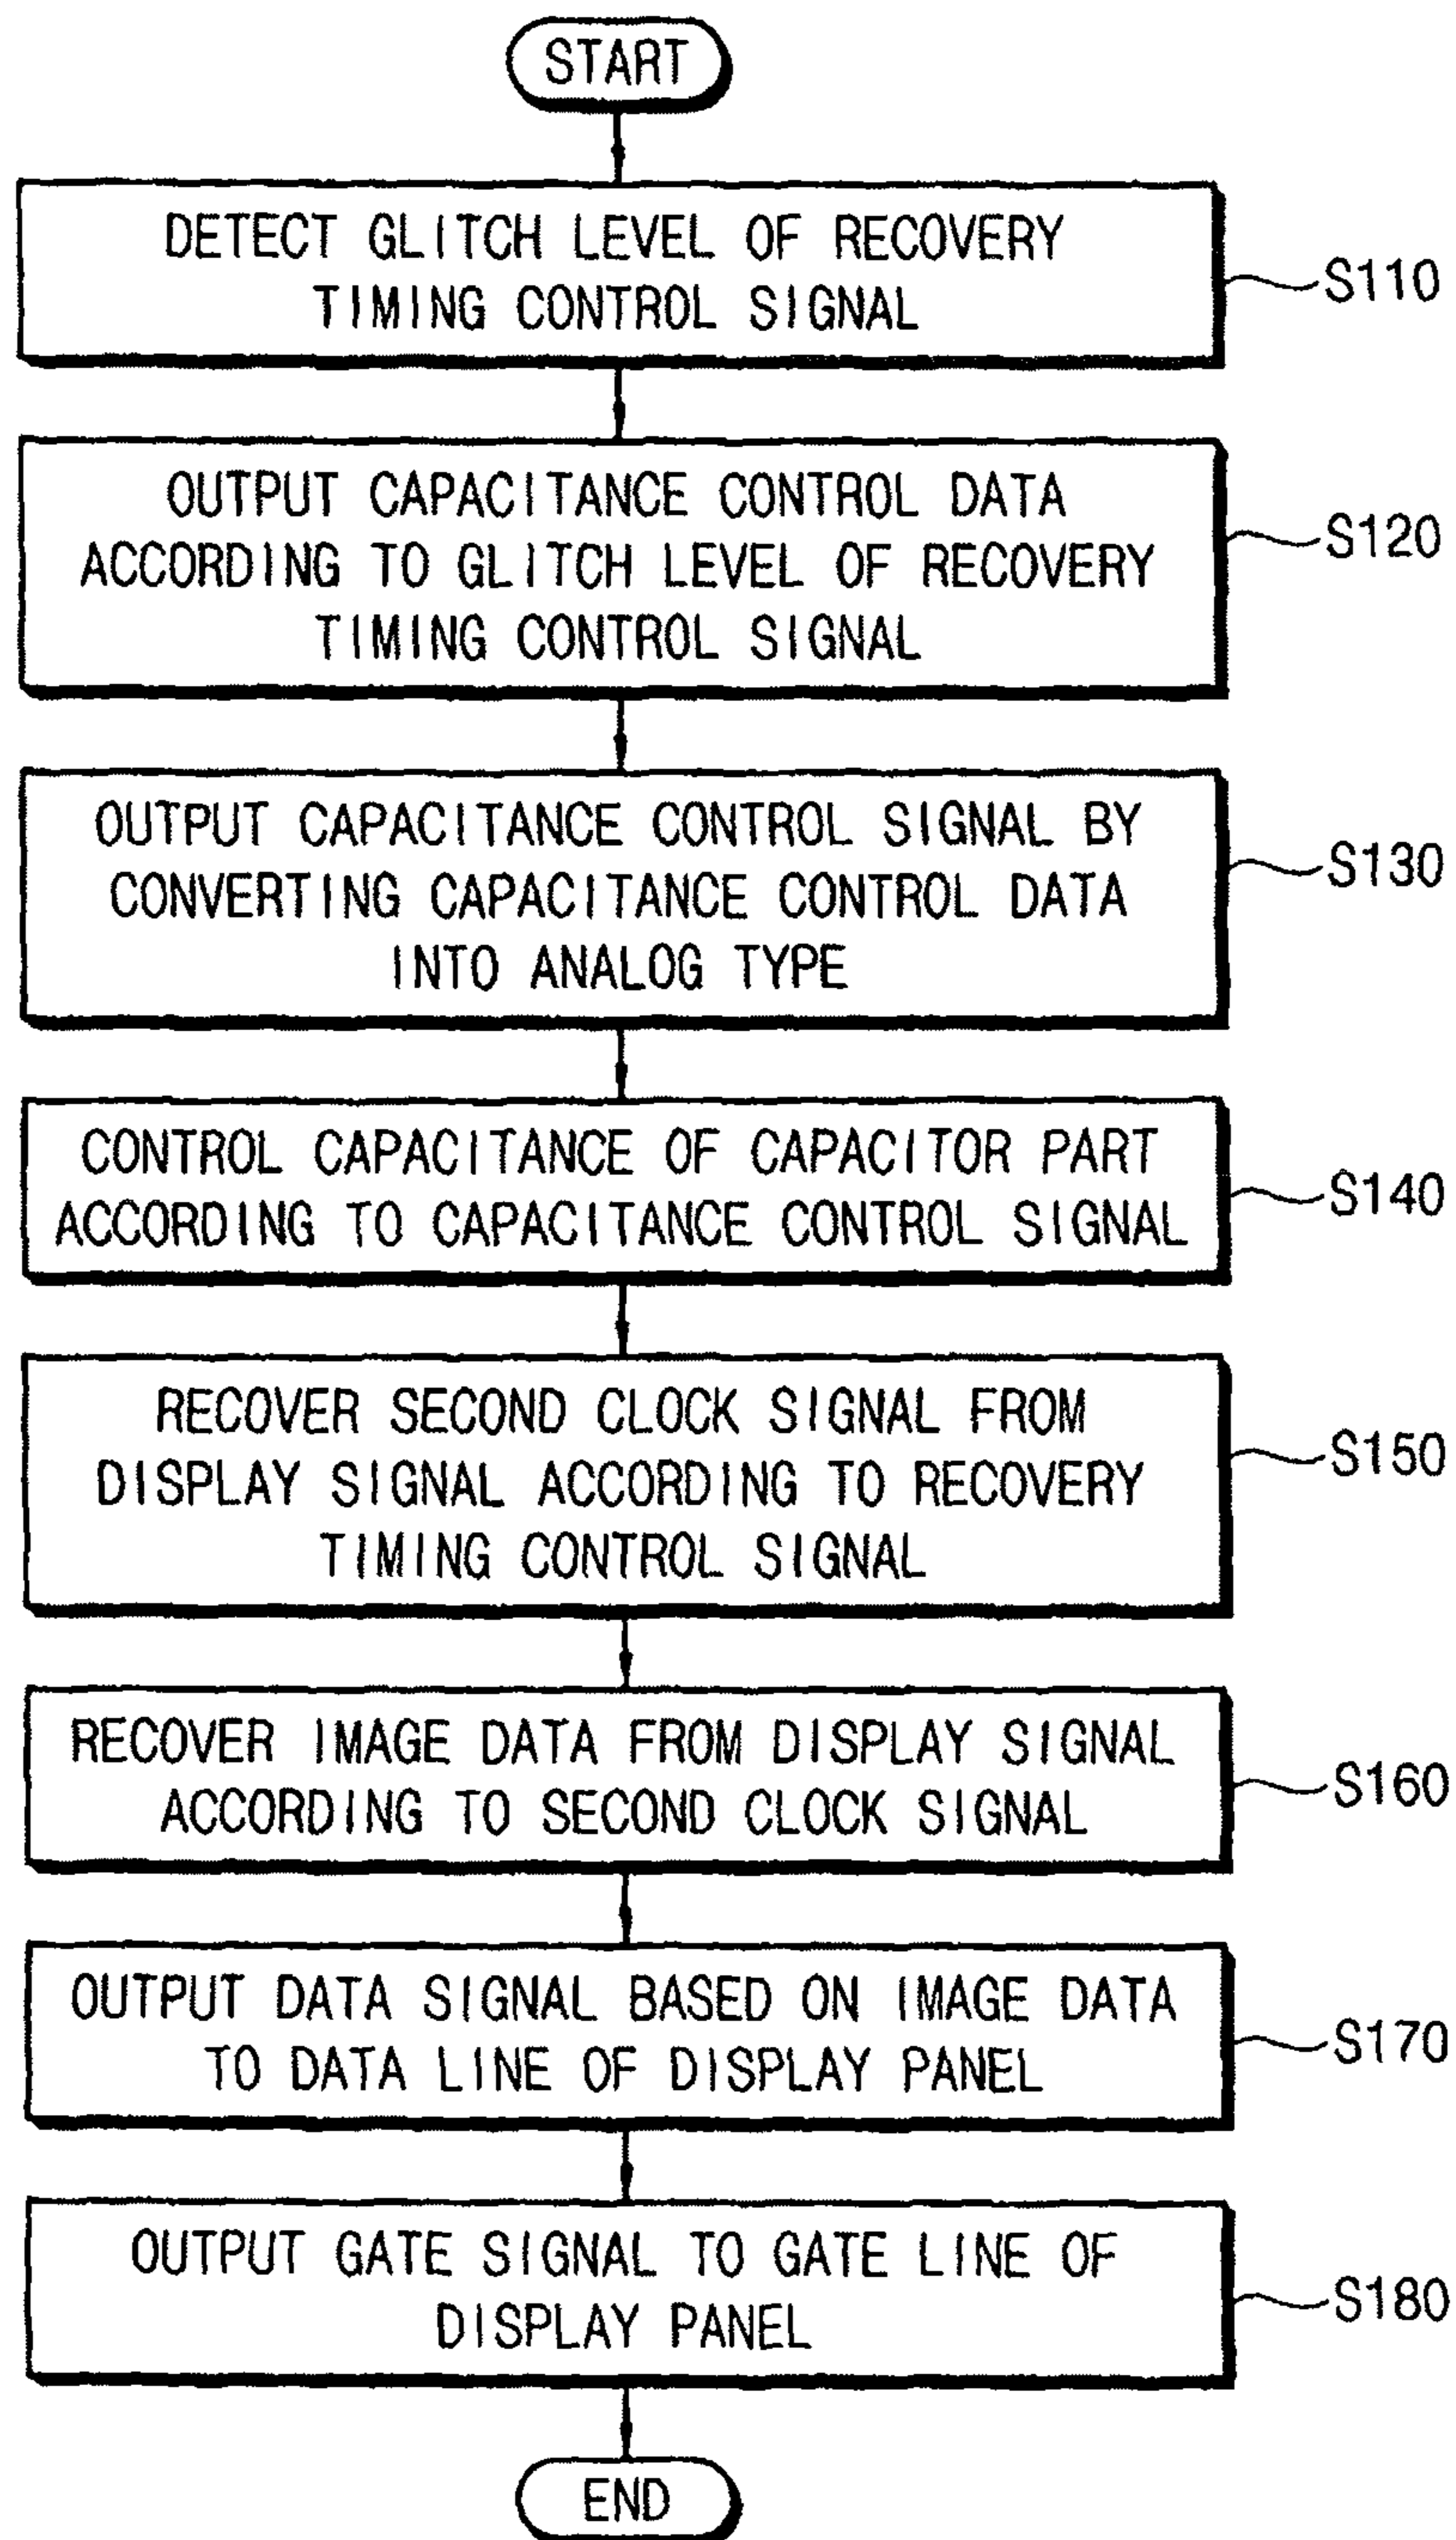 START
DETECT GLITCH LEVEL OF RECOVERY
TIMING CONTROL SIGNAL
S110
OUTPUT CAPACITANCE CONTROL DATA
ACCORDING TO GLITCH LEVEL OF RECOVERY
TIMING CONTROL SIGNAL
S120
OUTPUT CAPACITANCE CONTROL SIGNAL BY
CONVERTING CAPACITANCE CONTROL DATA
INTO ANALOG TYPE
S130
CONTROL CAPACITANCE OF CAPACITOR PART
ACCORDING TO CAPACITANCE CONTROL SIGNAL
S140
RECOVER SECOND CLOCK SIGNAL FROM
DISPLAY SIGNAL ACCORDING TO RECOVERY
TIMING CONTROL SIGNAL
S150
RECOVER IMAGE DATA FROM DISPLAY SIGNAL
ACCORDING TO SECOND CLOCK SIGNAL
S160
OUTPUT DATA SIGNAL BASED ON IMAGE DATA
TO DATA LINE OF DISPLAY PANEL
S170
OUTPUT GATE SIGNAL TO GATE LINE OF
DISPLAY PANEL
S180
END